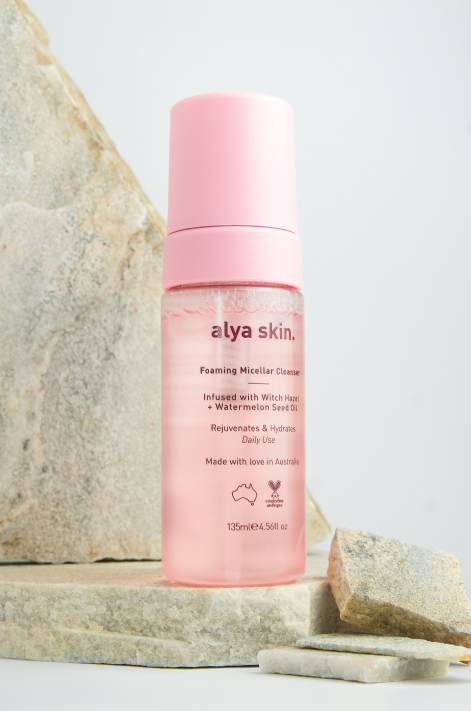 alya skin.
Foaming Micellar Cleanser
Infused with Witch Hazel
+ Watermelon Seed Oil
Rejuvenates & Hydrates
Daily Use
Made with love in Australia
135ml℮4.56fl oz